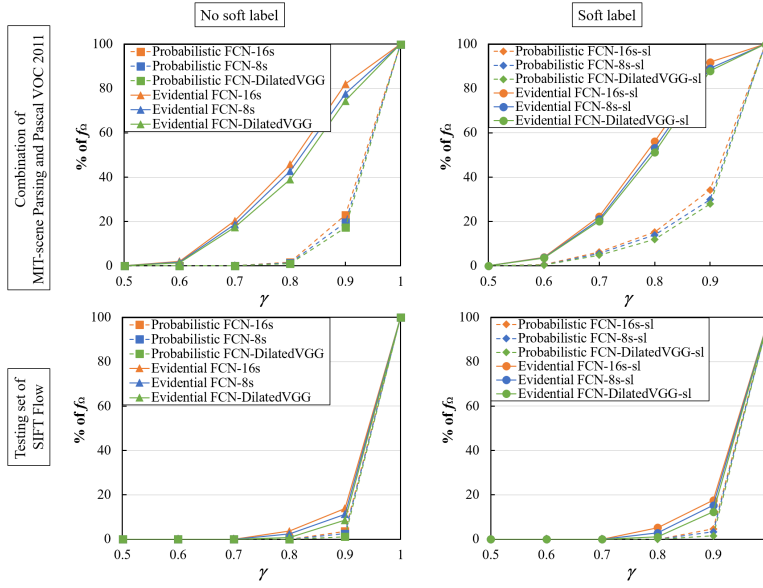 No soft label
Soft label
Combination of
MIT-scene Parsing and Pascal VOC 2011
% of fΩ
100
80
60
40
20
0
0.5 0.6 0.7 0.8 0.9 1
γ
Probabilistic FCN-16s
Probabilistic FCN-8s
Probabilistic FCN-DilatedVGG
Evidential FCN-16s
Evidential FCN-8s
Evidential FCN-DilatedVGG
% of fΩ
100
80
60
40
20
0
0.5 0.6 0.7 0.8 0.9
γ
Probabilistic FCN-16s-sl
Probabilistic FCN-8s-sl
Probabilistic FCN-DilatedVGG-sl
Evidential FCN-16s-sl
Evidential FCN-8s-sl
Evidential FCN-DilatedVGG-sl
Testing set of
SIFT Flow
% of fΩ
100
80
60
40
20
0
0.5 0.6 0.7 0.8 0.9 1
γ
Probabilistic FCN-16s
Probabilistic FCN-8s
Probabilistic FCN-DilatedVGG
Evidential FCN-16s
Evidential FCN-8s
Evidential FCN-DilatedVGG
% of fΩ
100
80
60
40
20
0
0.5 0.6 0.7 0.8 0.9
γ
Probabilistic FCN-16s-sl
Probabilistic FCN-8s-sl
Probabilistic FCN-DilatedVGG-sl
Evidential FCN-16s-sl
Evidential FCN-8s-sl
Evidential FCN-DilatedVGG-sl